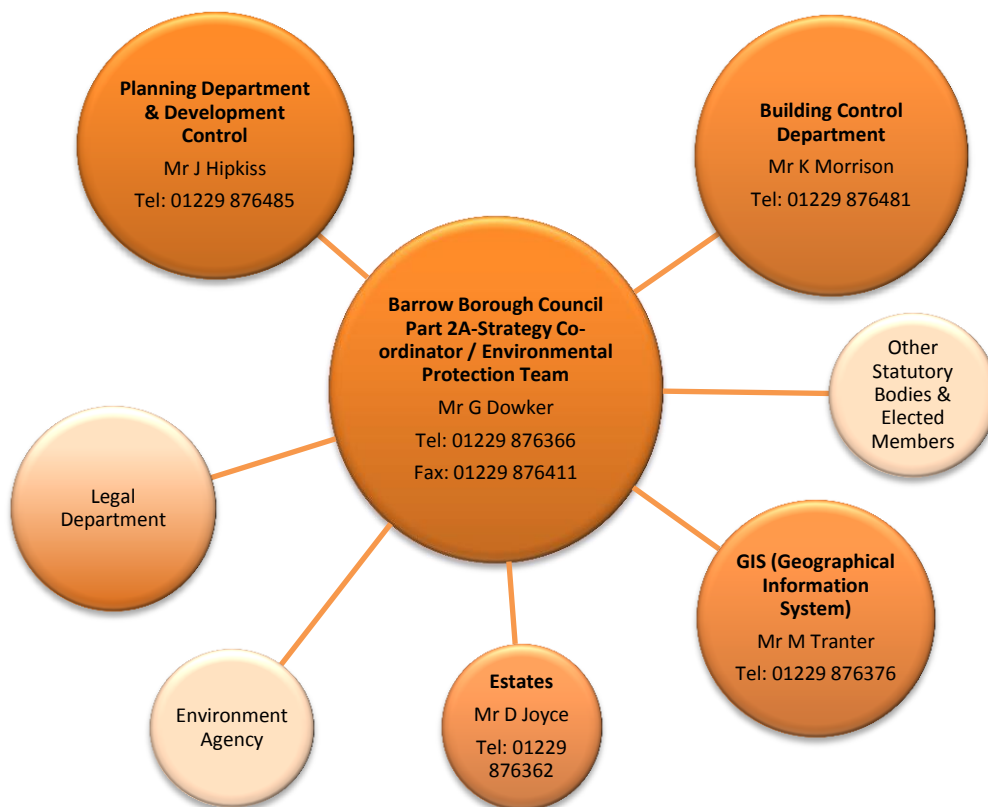 Planning Department
& Development
Control
Mr J Hipkiss
Tel: 01229 876485
Building Control
Department
Mr K Morrison
Tel: 01229 876481
Barrow Borough Council
Part 2A-Strategy Co-
ordinator / Environmental
Protection Team
Mr G Dowker
Tel: 01229 876366
Fax: 01229 876411
Other
Statutory
Bodies &
Elected
Members
Legal
Department
GIS (Geographical
Information
System)
Mr M Tranter
Tel: 01229 876376
Environment
Agency
Estates
Mr D Joyce
Tel: 01229
876362